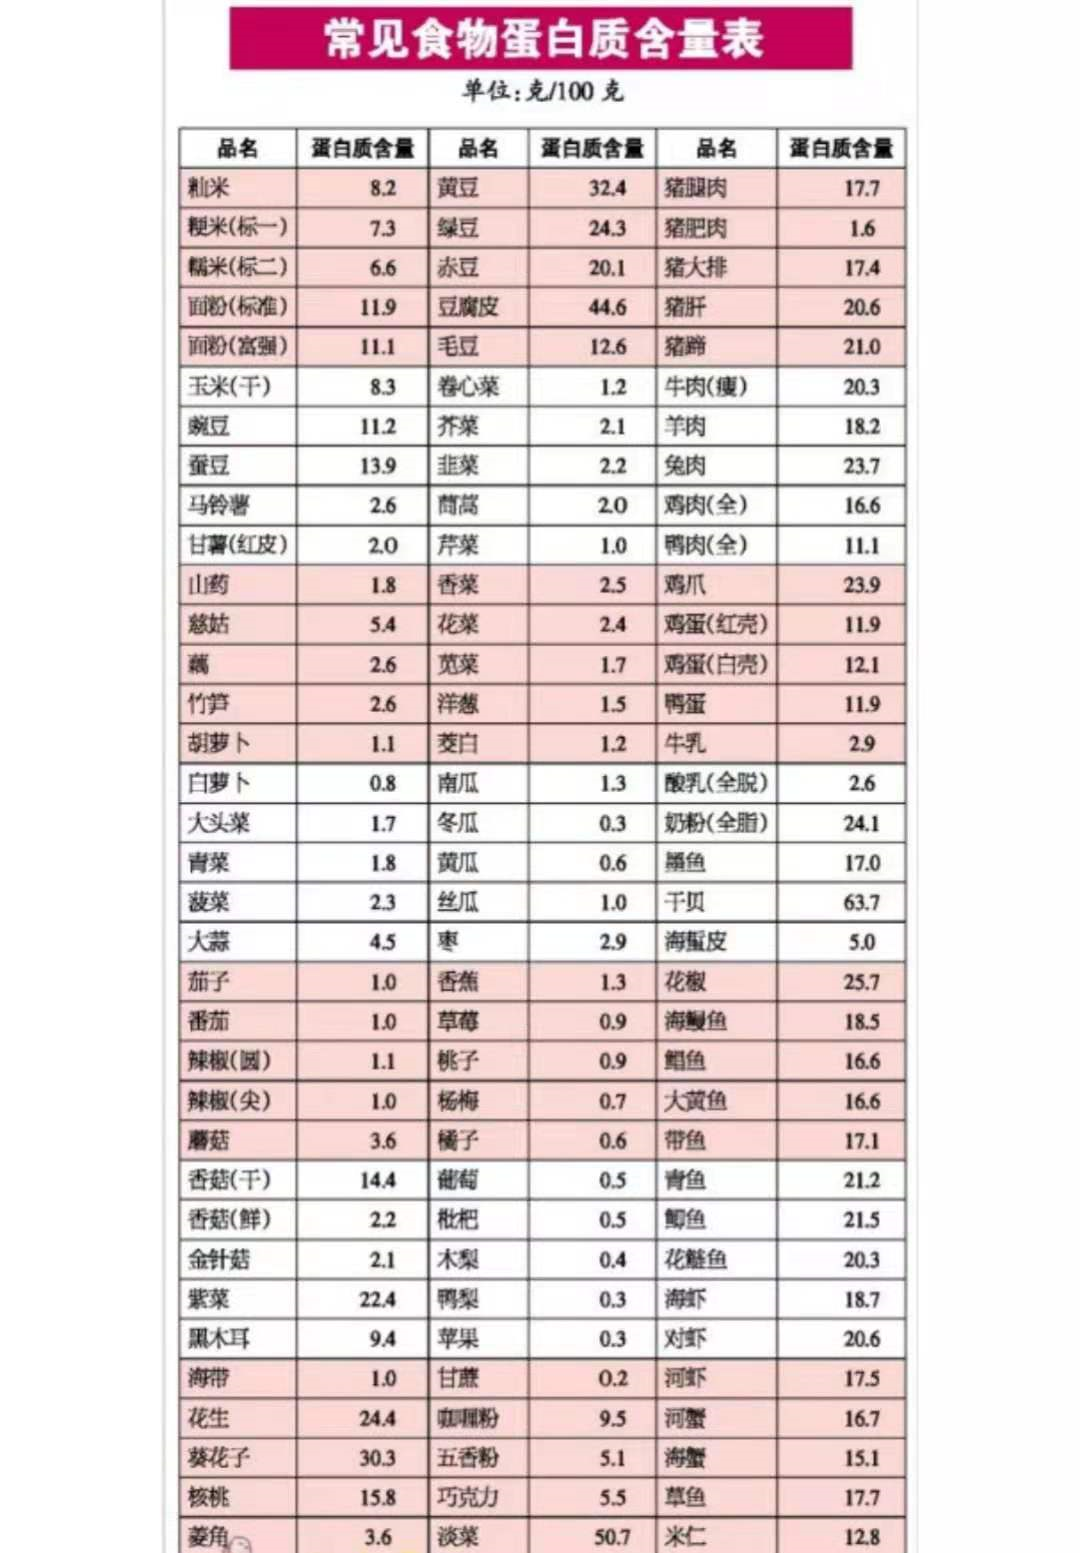 常见食物蛋白质含量表
单位:克/100 克
品名 蛋白质含量 品名 蛋白质含量 品名 蛋白质含量
籼米 8.2 黄豆 32.4 猪腿肉 17.7
粳米(标一) 7.3 绿豆 24.3 猪肥肉 1.6
糯米(标二) 6.6 赤豆 20.1 猪大排 17.4
面粉(标准) 11.9 豆腐皮 44.6 猪肝 20.6
面粉(富强) 11.1 毛豆 12.6 猪蹄 21.0
玉米(干) 8.3 卷心菜 1.2 牛肉(瘦) 20.3
豌豆 11.2 芥菜 2.1 羊肉 18.2
蚕豆 13.9 韭菜 2.2 兔肉 23.7
马铃薯 2.6 茼蒿 2.0 鸡肉(全) 16.6
甘薯(红皮) 2.0 芹菜 1.0 鸭肉(全) 11.1
山药 1.8 香菜 2.5 鸡爪 23.9
慈姑 5.4 花菜 2.4 鸡蛋(红壳) 11.9
藕 2.6 苋菜 1.7 鸡蛋(白壳) 12.1
竹笋 2.6 洋葱 1.5 鸭蛋 11.9
胡萝卜 1.1 茭白 1.2 牛乳 2.9
白萝卜 0.8 南瓜 1.3 酸乳(全脱) 2.6
大头菜 1.7 冬瓜 0.3 奶粉(全脂) 24.1
青菜 1.8 黄瓜 0.6 墨鱼 17.0
菠菜 2.3 丝瓜 1.0 干贝 63.7
大蒜 4.5 枣 2.9 海蜇皮 5.0
茄子 1.0 香蕉 1.3 花椒 25.7
番茄 1.0 草莓 0.9 海鳗鱼 18.5
辣椒(圆) 1.1 桃子 0.9 鲳鱼 16.6
辣椒(尖) 1.0 杨梅 0.7 大黄鱼 16.6
蘑菇 3.6 橘子 0.6 带鱼 17.1
香菇(干) 14.4 葡萄 0.5 青鱼 21.2
香菇(鲜) 2.2 枇杷 0.5 鲫鱼 21.5
金针菇 2.1 木梨 0.4 花鲢鱼 20.3
紫菜 22.4 鸭梨 0.3 海虾 18.7
黑木耳 9.4 苹果 0.3 对虾 20.6
海带 1.0 甘蔗 0.2 河虾 17.5
花生 24.4 咖喱粉 9.5 河蟹 16.7
葵花子 30.3 五香粉 5.1 海蟹 15.1
核桃 15.8 巧克力 5.5 草鱼 17.7
菱角 3.6 淡菜 50.7 米仁 12.8